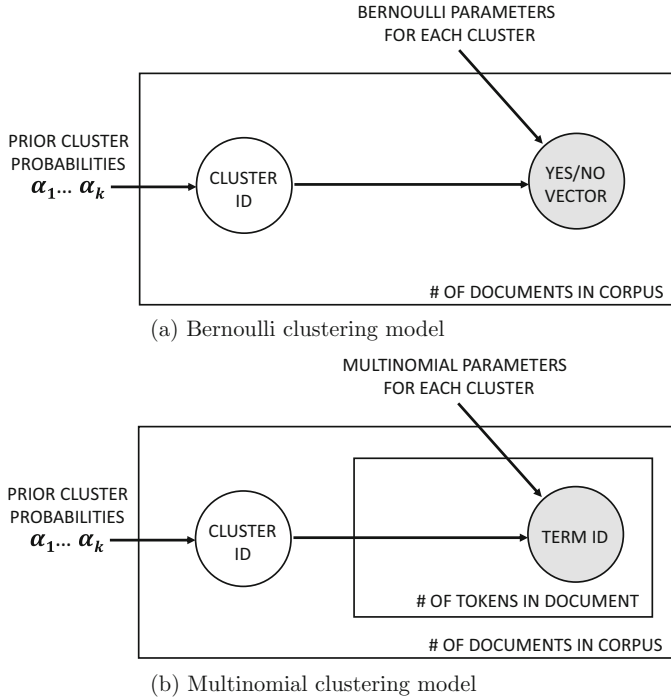 BERNOULLI PARAMETERS
FOR EACH CLUSTER
PRIOR CLUSTER
PROBABILITIES
α₁... αₖ
CLUSTER
ID
YES/NO
VECTOR
# OF DOCUMENTS IN CORPUS
(a) Bernoulli clustering model
MULTINOMIAL PARAMETERS
FOR EACH CLUSTER
PRIOR CLUSTER
PROBABILITIES
α₁... αₖ
CLUSTER
ID
TERM ID
# OF TOKENS IN DOCUMENT
# OF DOCUMENTS IN CORPUS
(b) Multinomial clustering model